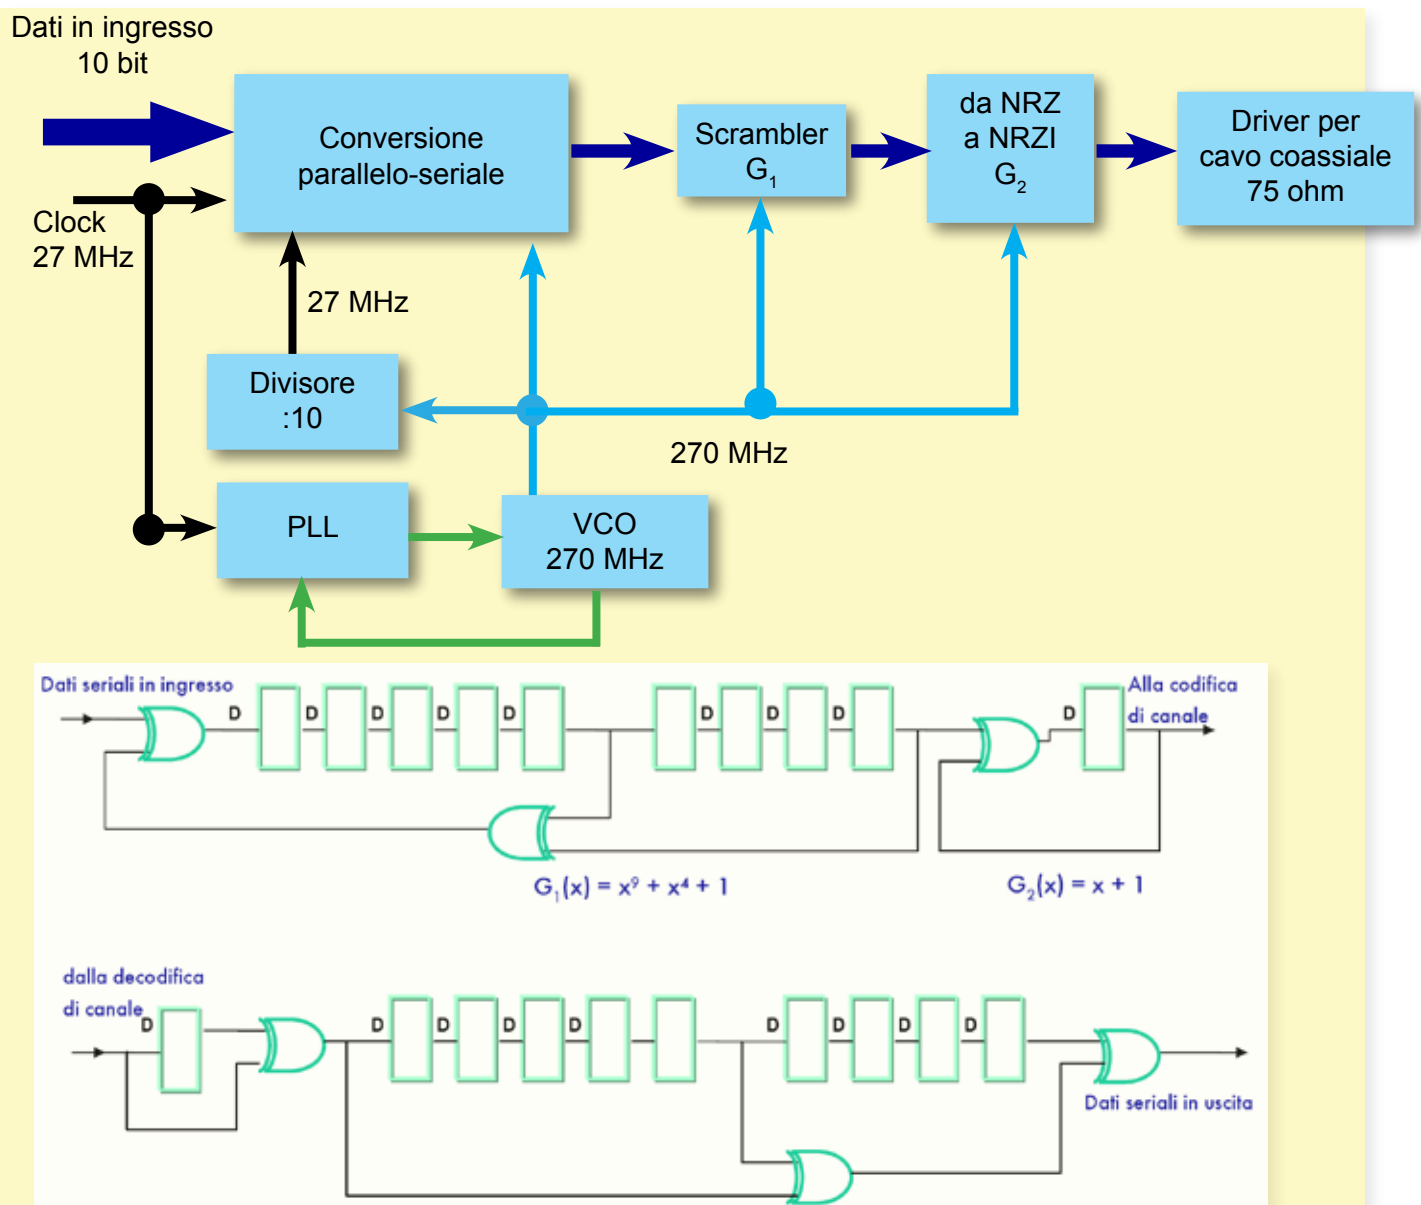 Dati in ingresso
10 bit
Conversione
parallelo-seriale
Scrambler
G1
da NRZ
a NRZI
G2
Driver per
cavo coassiale
75 ohm
Clock
27 MHz
27 MHz
Divisore
:10
270 MHz
PLL
VCO
270 MHz
Dati seriali in ingresso
D D D D D D D D D
Alla codifica
di canale
G1(x) = x⁹ + x⁴ + 1
G2(x) = x + 1
dalla decodifica
di canale
D D D D D D D D D
Dati seriali in uscita